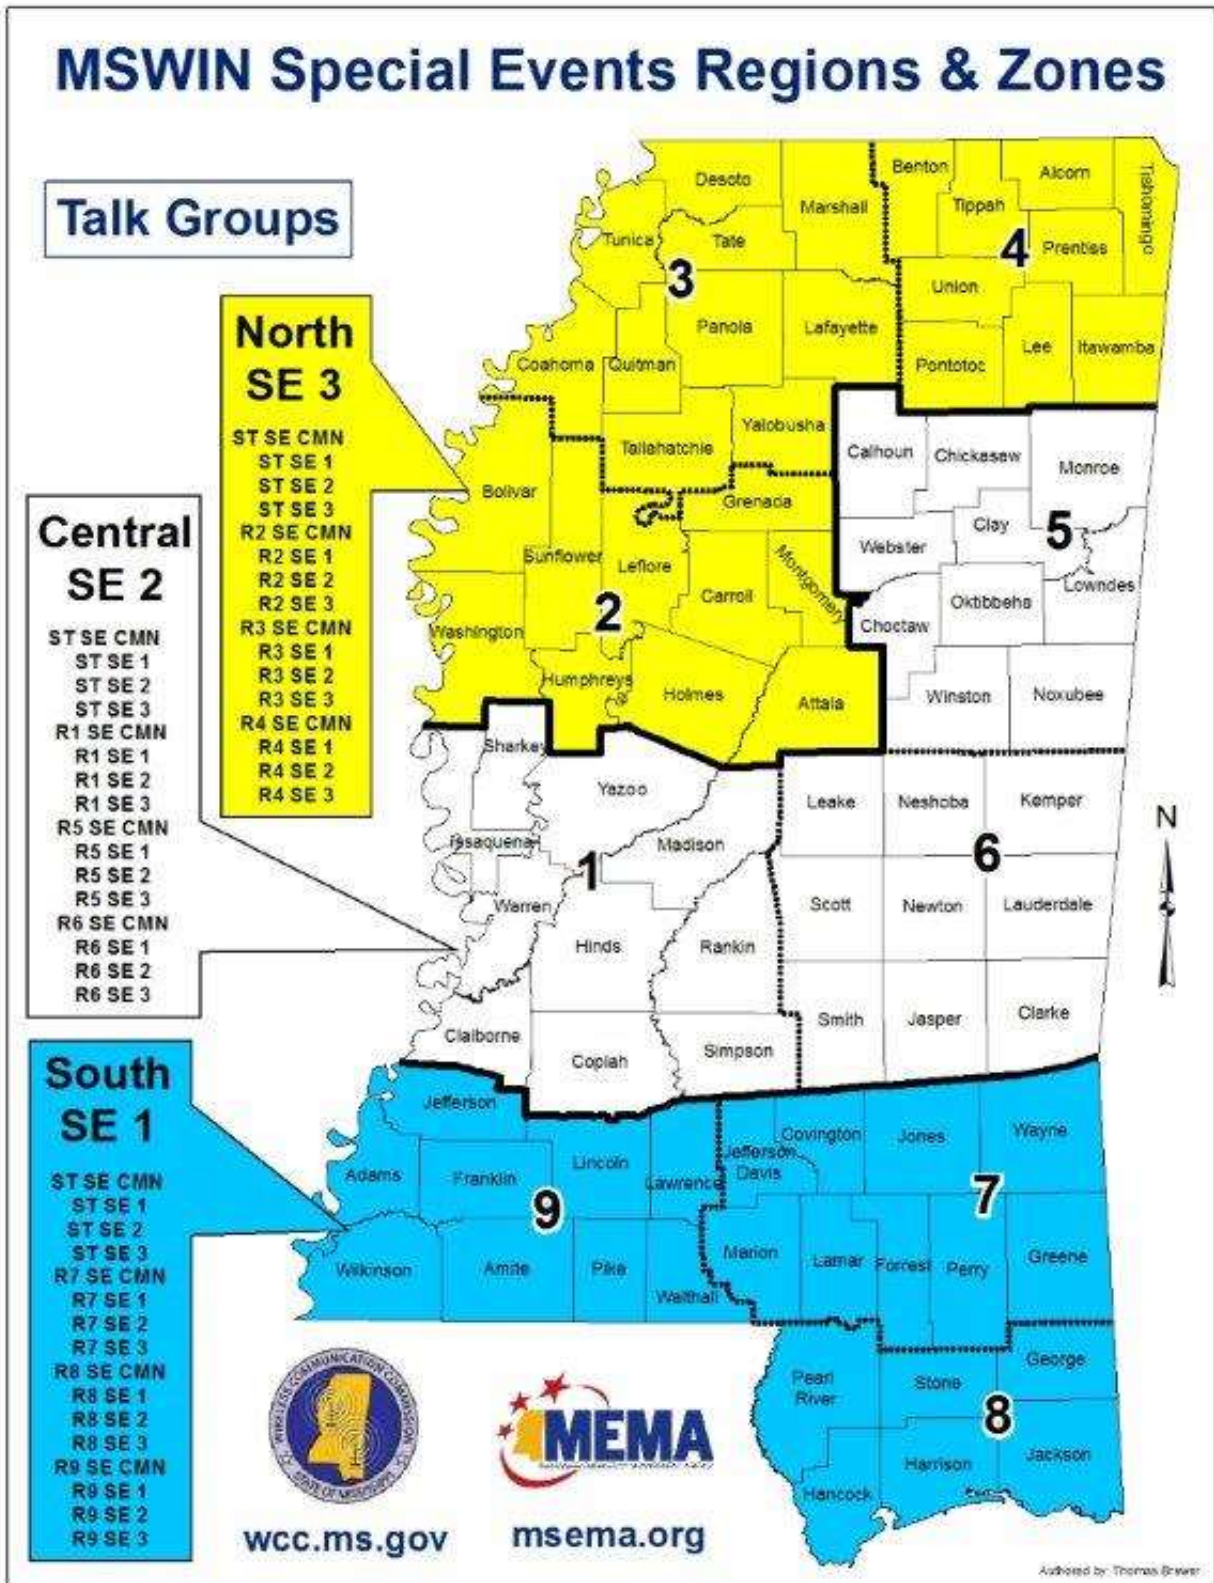 MSWIN Special Events Regions & Zones
Talk Groups
North
SE 3
ST SE CMN
ST SE 1
ST SE 2
ST SE 3
R2 SE CMN
R2 SE 1
R2 SE 2
R2 SE 3
R3 SE CMN
R3 SE 1
R3 SE 2
R3 SE 3
R4 SE CMN
R4 SE 1
R4 SE 2
R4 SE 3
Central
SE 2
ST SE CMN
ST SE 1
ST SE 2
ST SE 3
R1 SE CMN
R1 SE 1
R1 SE 2
R1 SE 3
R5 SE CMN
R5 SE 1
R5 SE 2
R5 SE 3
R6 SE CMN
R6 SE 1
R6 SE 2
R6 SE 3
South
SE 1
ST SE CMN
ST SE 1
ST SE 2
ST SE 3
R7 SE CMN
R7 SE 1
R7 SE 2
R7 SE 3
R8 SE CMN
R8 SE 1
R8 SE 2
R8 SE 3
R9 SE CMN
R9 SE 1
R9 SE 2
R9 SE 3
Desoto
Marshall
Benton
Tippah
Alcorn
Tishomingo
Tunica
Tate
3
4
Prentiss
Union
Panola
Lafayette
Coahoma
Quitman
Pontotoc
Lee
Itawamba
Tallahatchie
Yalobusha
Calhoun
Chickasaw
Monroe
Bolivar
Grenada
Sunflower
Leflore
Carroll
Montgomery
Webster
Clay
5
Lowndes
Oktibbeha
Choctaw
2
Washington
Humphreys
Holmes
Attala
Winston
Noxubee
Sharkey
Yazoo
Leake
Neshoba
Kemper
Issaquena
Madison
1
6
Warren
Scott
Newton
Lauderdale
Hinds
Rankin
Claiborne
Copiah
Simpson
Smith
Jasper
Clarke
N
Jefferson
Adams
Franklin
Lincoln
Lawrence
Jefferson
Davis
Covington
Jones
Wayne
9
7
Wilkinson
Amite
Pike
Walthall
Marion
Lamar
Forrest
Perry
Greene
Pearl
River
Stone
George
8
Harrison
Jackson
Hancock
WIRELESS COMMUNICATION COMMISSION
STATE OF MISSISSIPPI
wcc.ms.gov
MEMA
msema.org
Authored by: Thomas Brewer